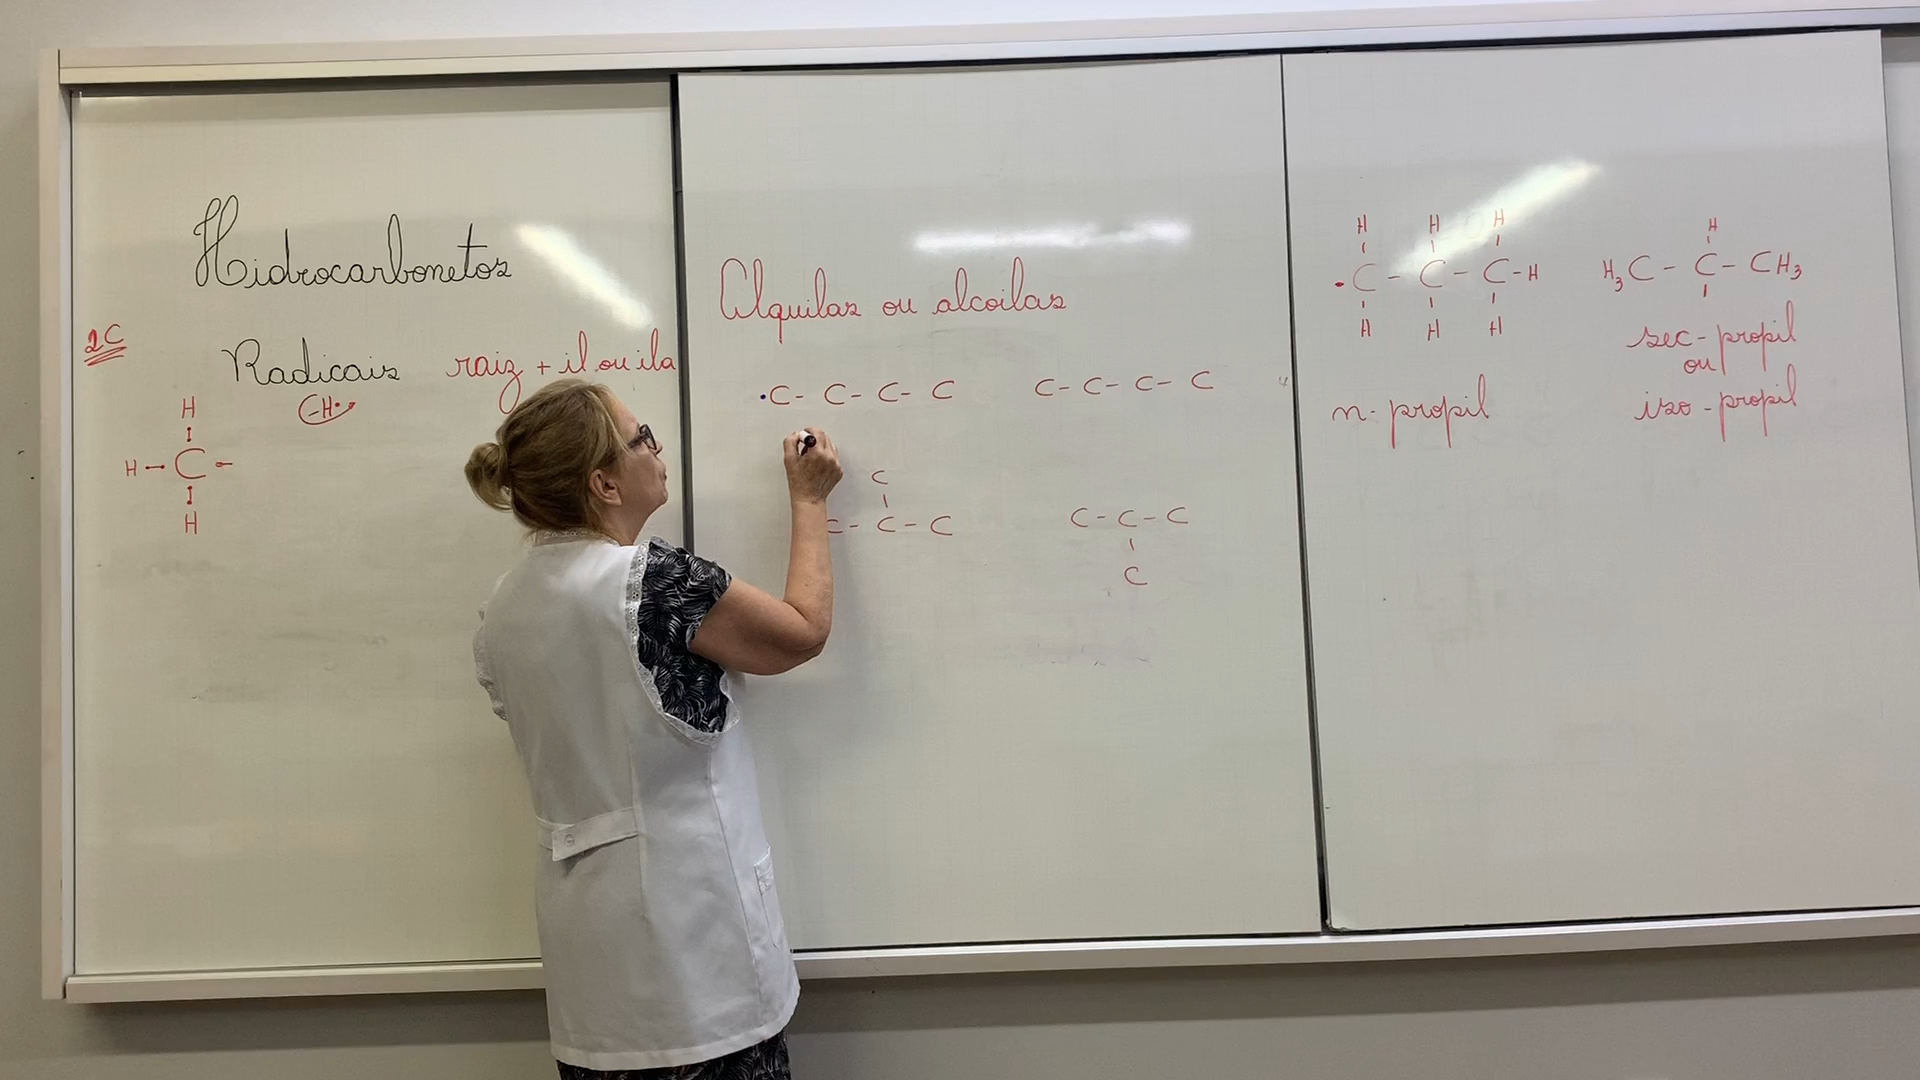 Hidrocarbonetos
2C
Radicais raiz + il ou ila
(-H•)
H
H – C –
H
Alquilas ou alcoilas
•C - C - C - C
C - C - C - C
C
C - C - C
C - C - C
C
H H H
•C - C - C - H
H H H
n-propil
H
H₃C - C - CH₃
sec-propil
ou
iso-propil